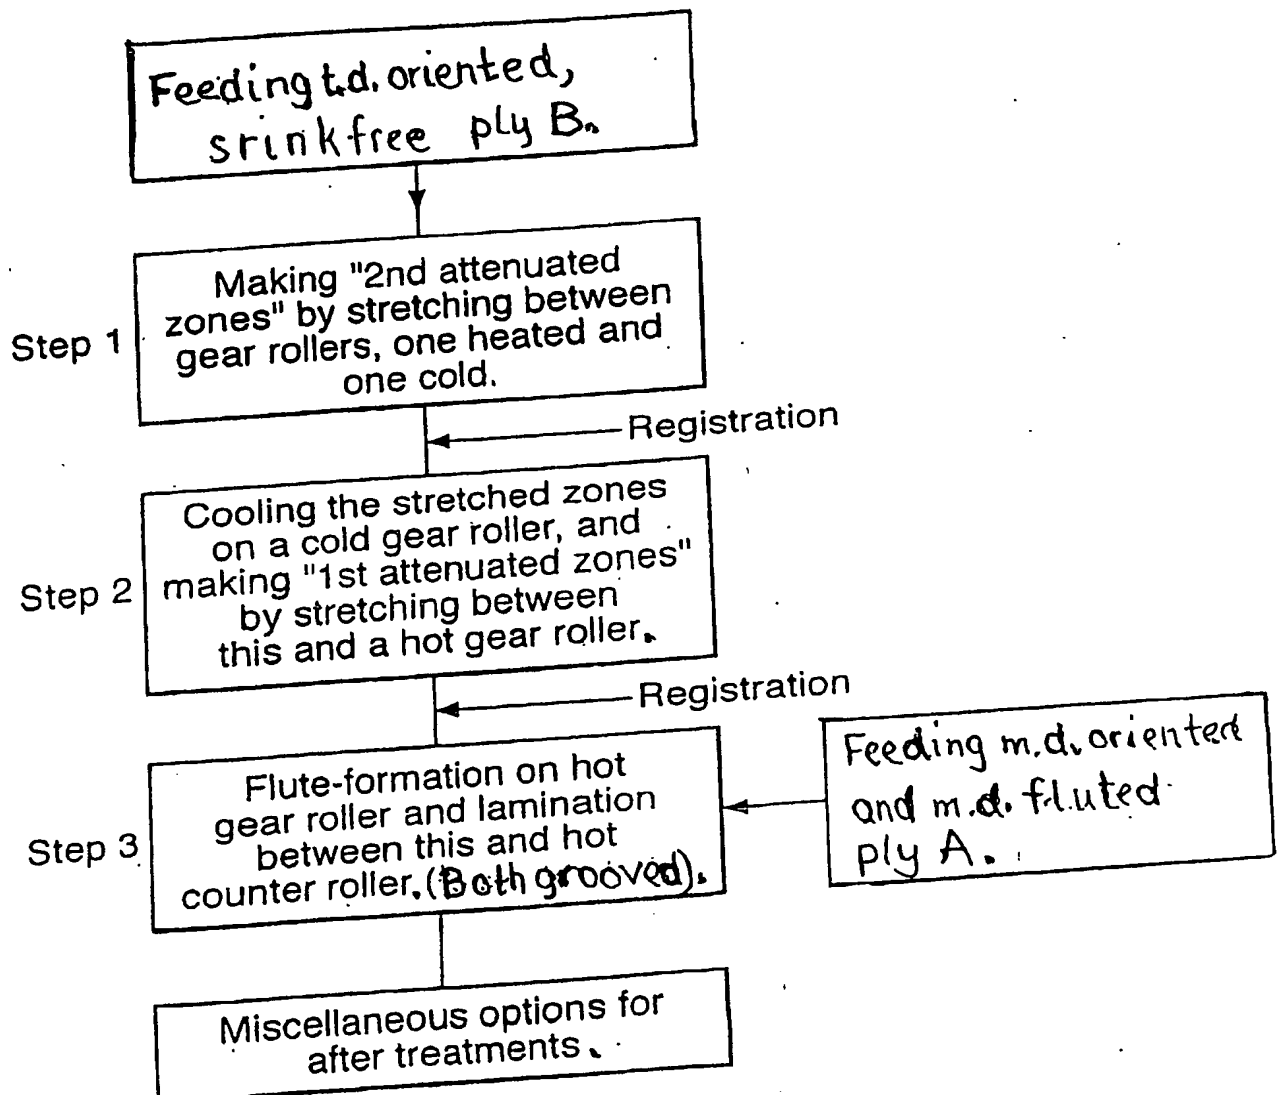 Feeding t.d. oriented,
srinkfree ply B.
Step 1
Making "2nd attenuated
zones" by stretching between
gear rollers, one heated and
one cold.
Registration
Step 2
Cooling the stretched zones
on a cold gear roller, and
making "1st attenuated zones"
by stretching between
this and a hot gear roller.
Registration
Step 3
Flute-formation on hot
gear roller and lamination
between this and hot
counter roller. (Both grooved).
Feeding m.d. oriented
and m.d. fluted
ply A.
Miscellaneous options for
after treatments.